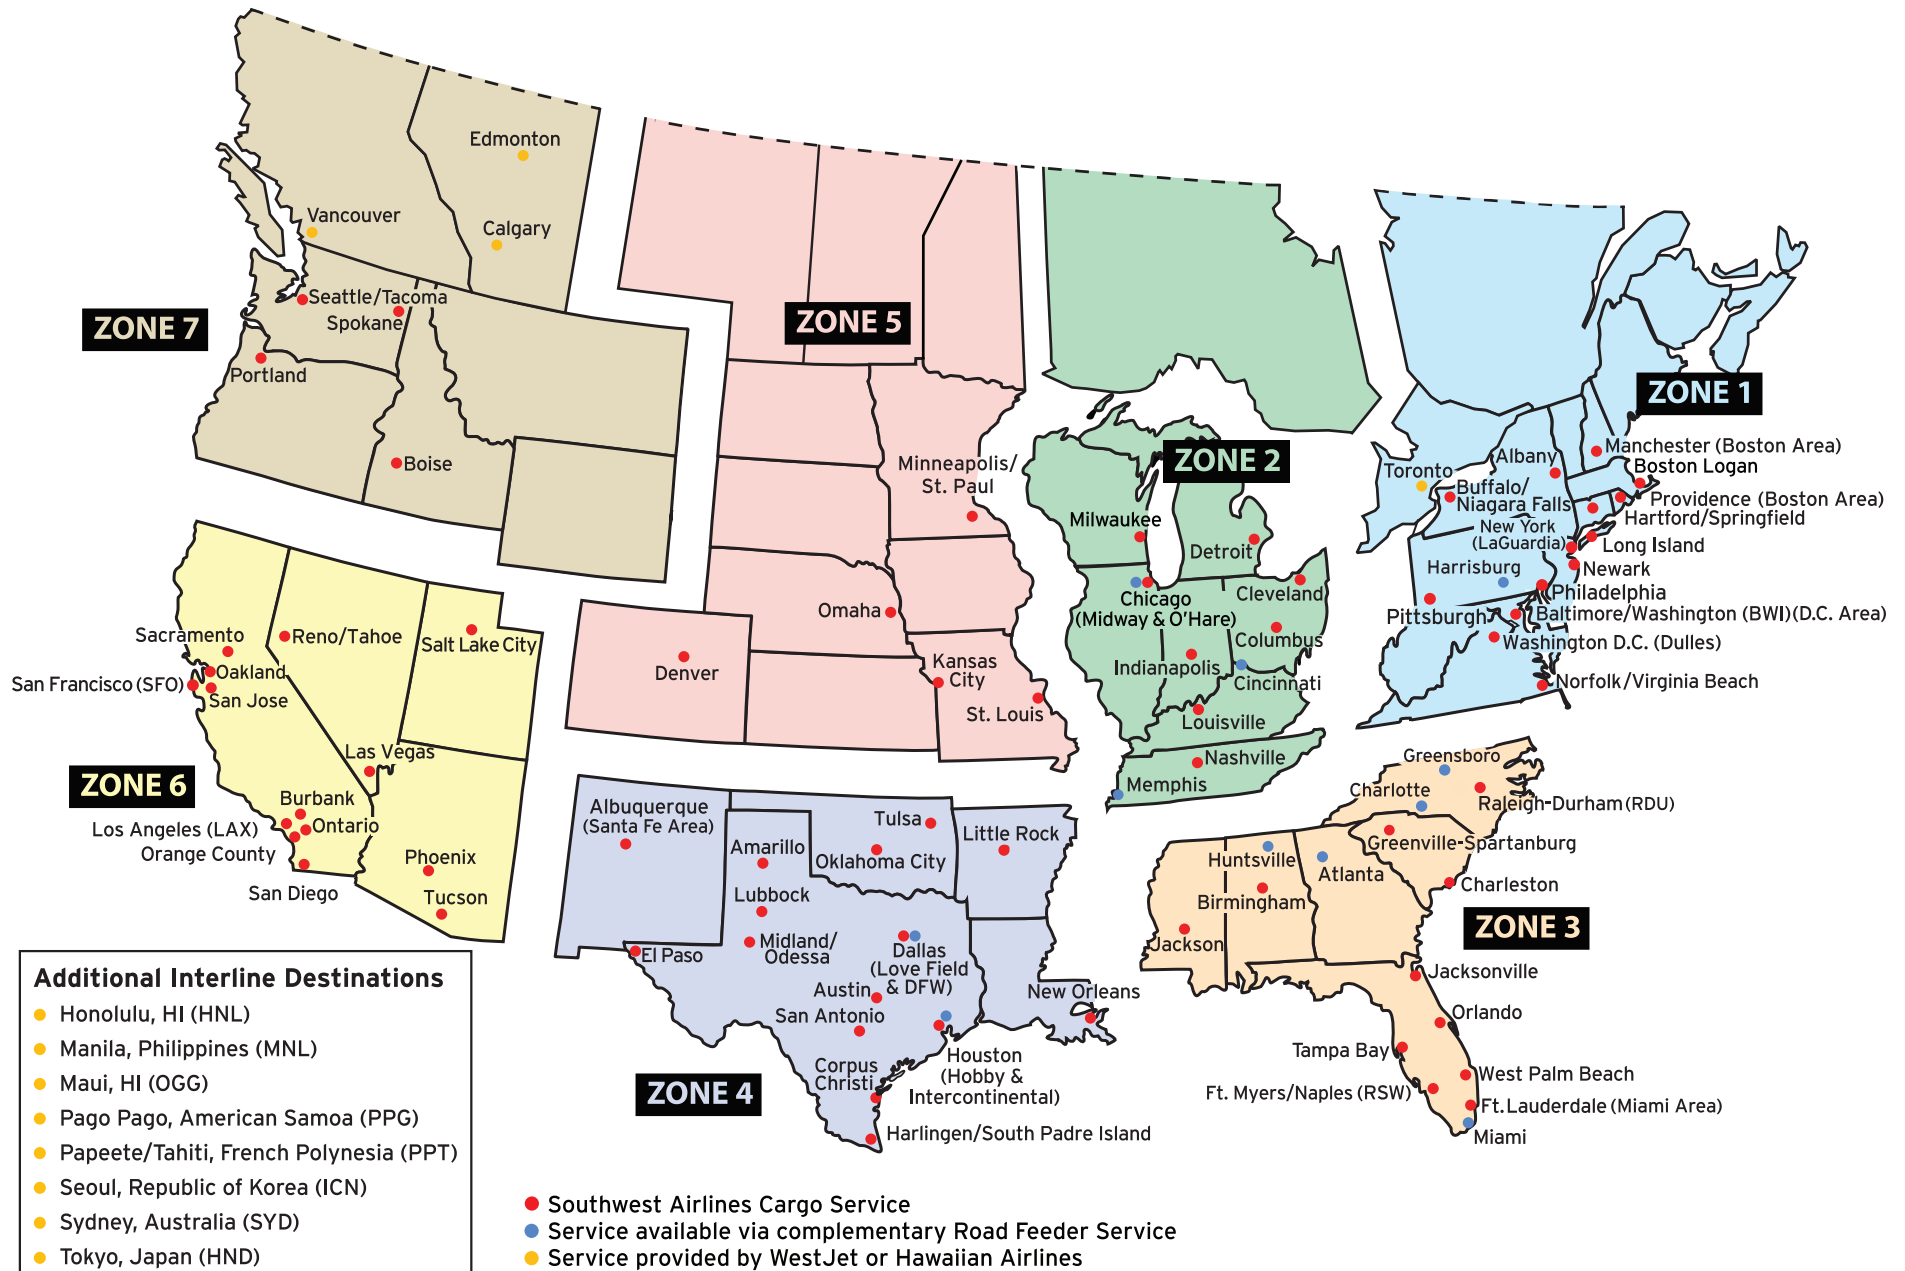 Edmonton
Vancouver
Calgary
ZONE 7
Seattle/Tacoma
Spokane
Portland
Boise
ZONE 5
Minneapolis/
St. Paul
Omaha
Denver
Kansas
City
St. Louis
ZONE 2
Milwaukee
Detroit
Chicago
(Midway & O'Hare)
Cleveland
Columbus
Indianapolis
Cincinnati
Louisville
Nashville
Memphis
ZONE 1
Manchester (Boston Area)
Boston Logan
Albany
Toronto
Buffalo/
Niagara Falls
Providence (Boston Area)
Hartford/Springfield
New York
(LaGuardia)
Long Island
Newark
Harrisburg
Philadelphia
Pittsburgh
Baltimore/Washington (BWI)(D.C. Area)
Washington D.C. (Dulles)
Norfolk/Virginia Beach
Sacramento
Reno/Tahoe
Salt Lake City
Oakland
San Francisco (SFO)
San Jose
Las Vegas
ZONE 6
Burbank
Los Angeles (LAX)
Ontario
Orange County
San Diego
Phoenix
Tucson
Albuquerque
(Santa Fe Area)
Amarillo
Tulsa
Oklahoma City
Little Rock
Lubbock
Midland/
Odessa
El Paso
Dallas
(Love Field
& DFW)
Austin
San Antonio
New Orleans
Houston
(Hobby &
Intercontinental)
Corpus
Christi
ZONE 4
Harlingen/South Padre Island
Greensboro
Charlotte
Raleigh-Durham (RDU)
Greenville-Spartanburg
Huntsville
Atlanta
Birmingham
Charleston
Jackson
ZONE 3
Jacksonville
Orlando
Tampa Bay
West Palm Beach
Ft. Myers/Naples (RSW)
Ft. Lauderdale (Miami Area)
Miami
Additional Interline Destinations
Honolulu, HI (HNL)
Manila, Philippines (MNL)
Maui, HI (OGG)
Pago Pago, American Samoa (PPG)
Papeete/Tahiti, French Polynesia (PPT)
Seoul, Republic of Korea (ICN)
Sydney, Australia (SYD)
Tokyo, Japan (HND)
Southwest Airlines Cargo Service
Service available via complementary Road Feeder Service
Service provided by WestJet or Hawaiian Airlines